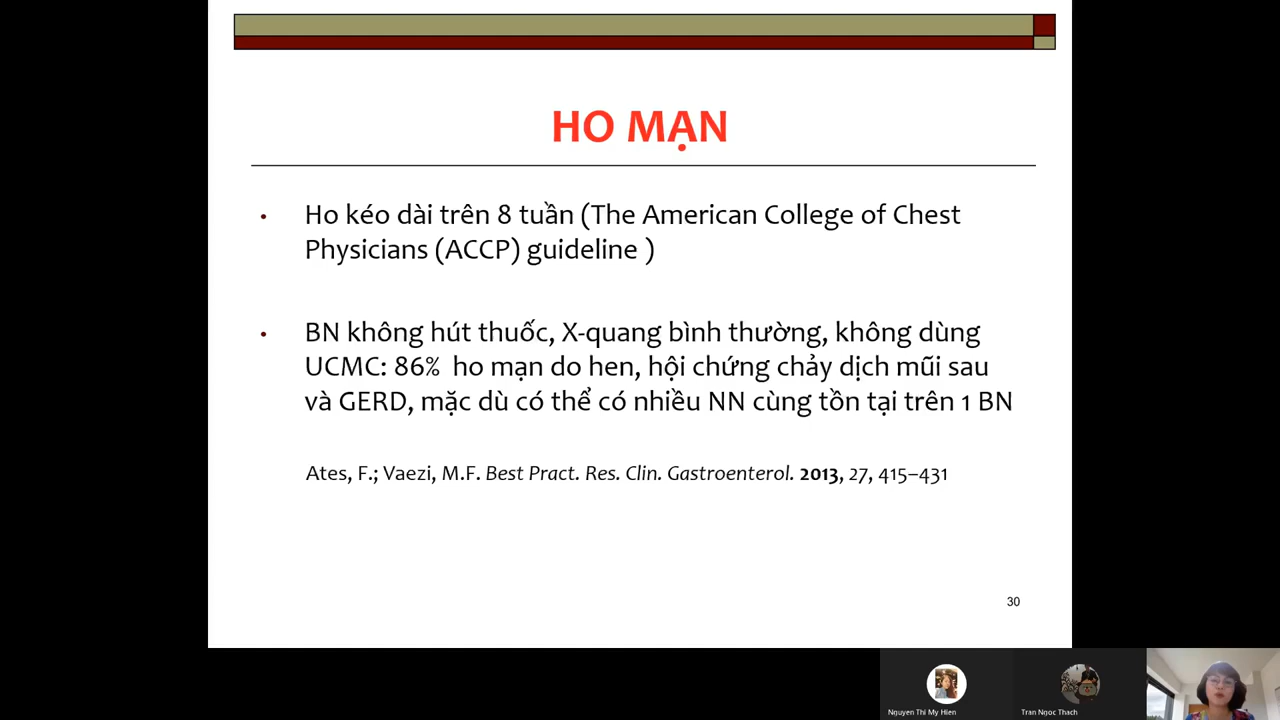 HO MẠN
• Ho kéo dài trên 8 tuần (The American College of Chest
Physicians (ACCP) guideline )
• BN không hút thuốc, X-quang bình thường, không dùng
UCMC: 86%  ho mạn do hen, hội chứng chảy dịch mũi sau
và GERD, mặc dù có thể có nhiều NN cùng tồn tại trên 1 BN
Ates, F.; Vaezi, M.F. Best Pract. Res. Clin. Gastroenterol. 2013, 27, 415–431
30
Nguyen Thi My Hien
Tran Ngoc Thach